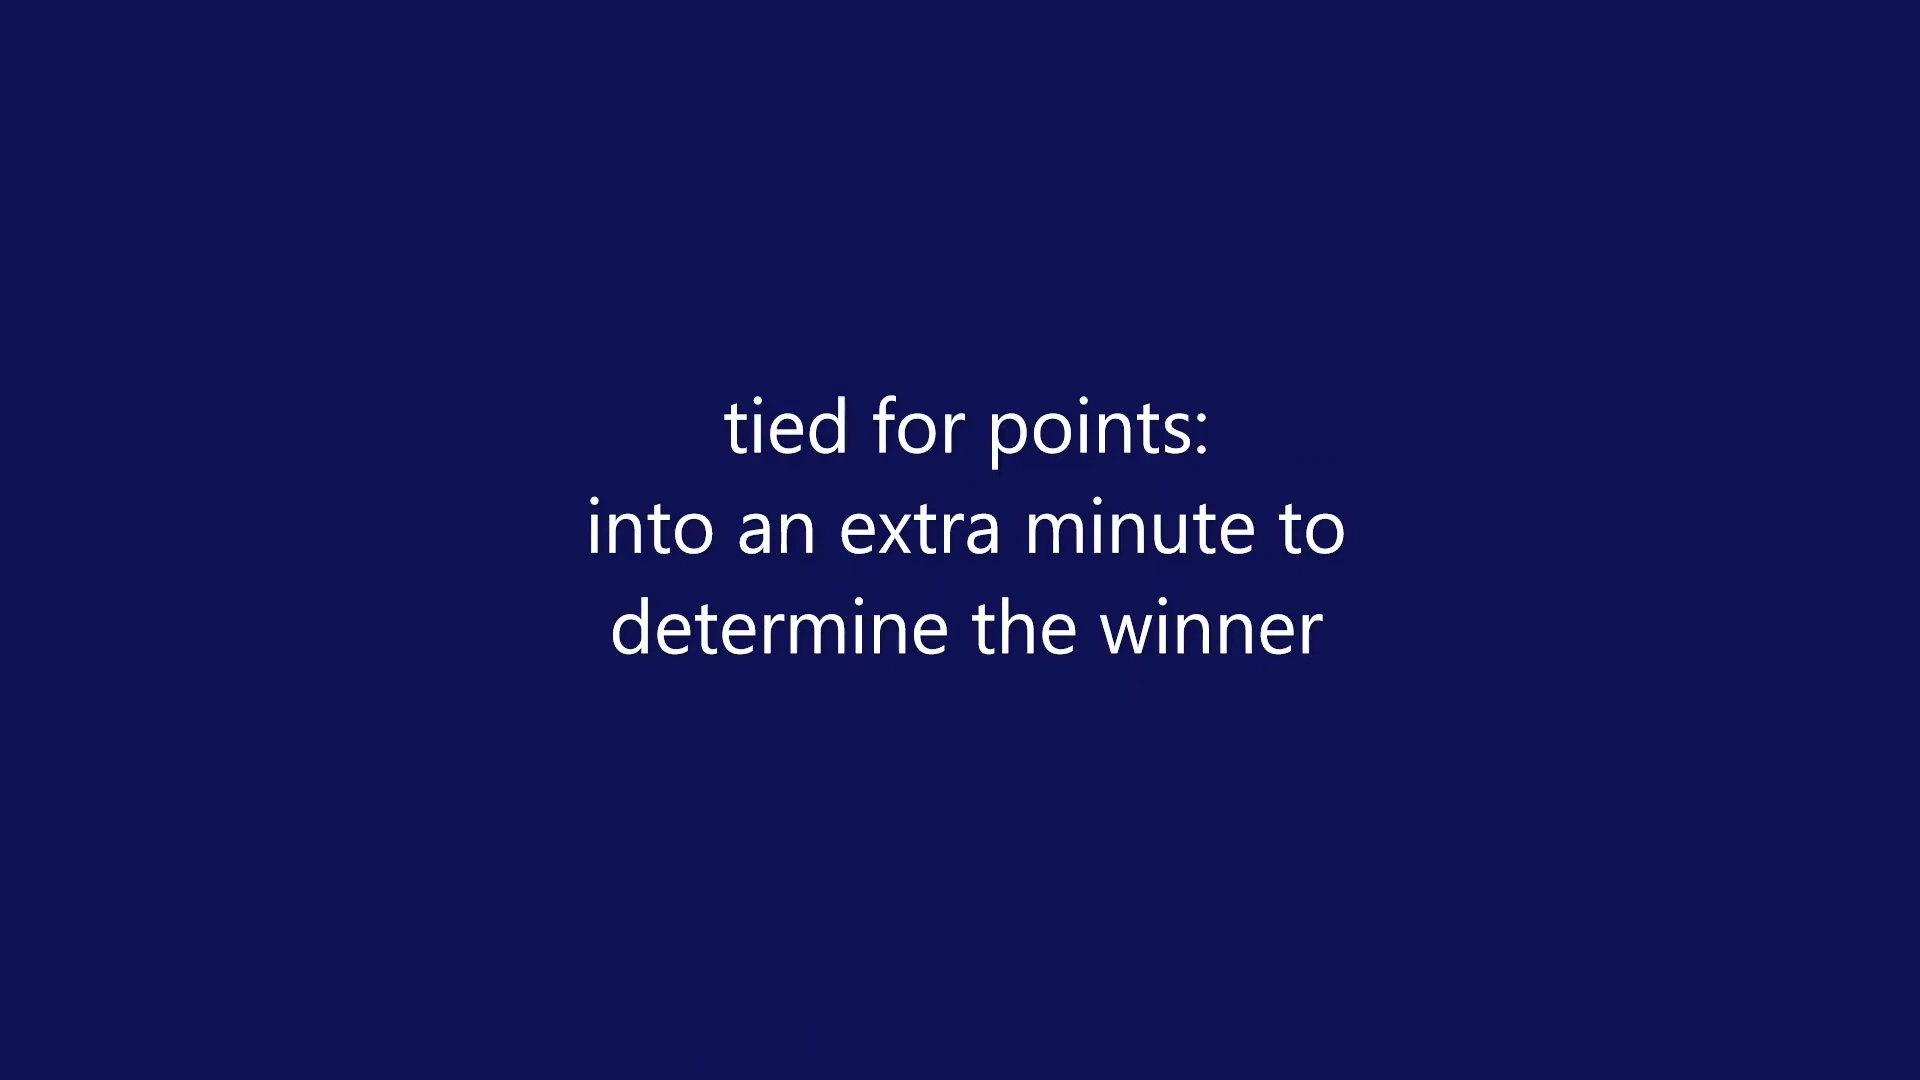 tied for points:
into an extra minute to
determine the winner